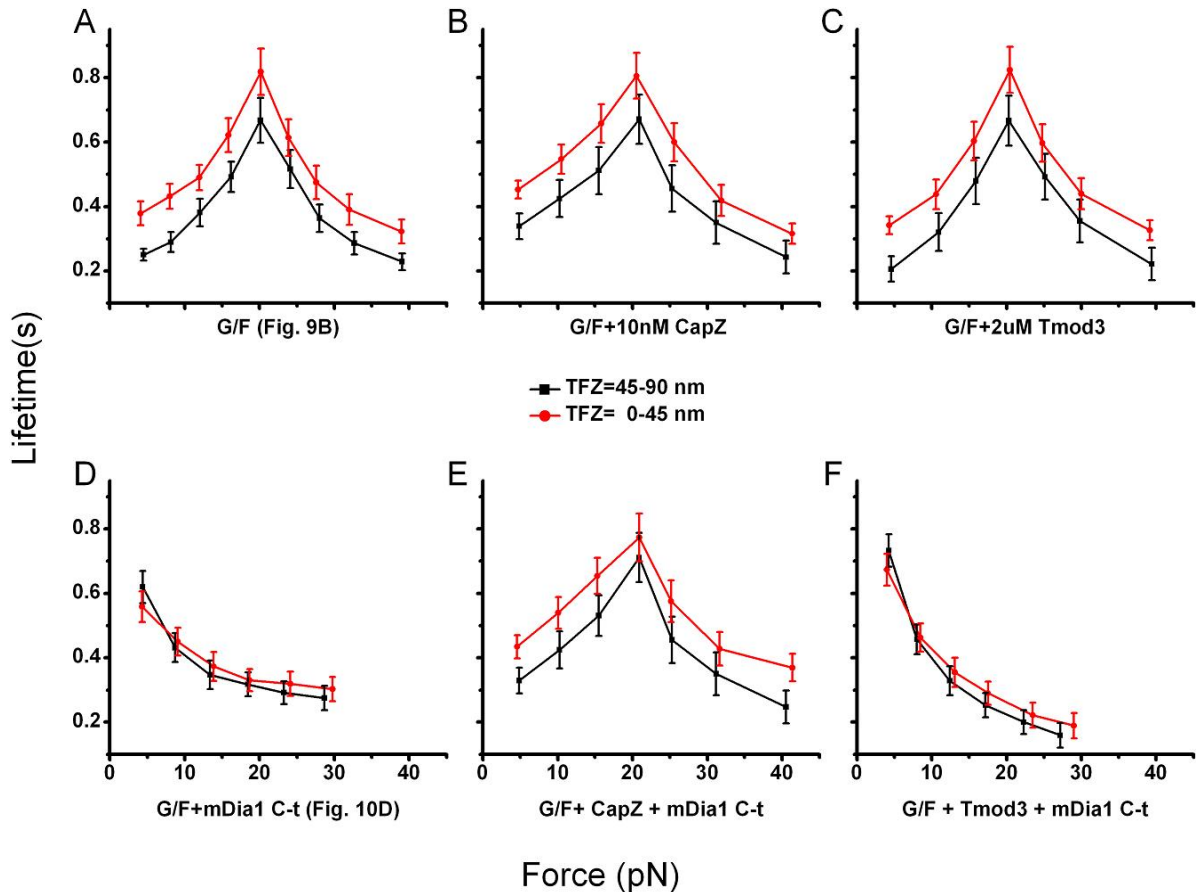 A
B
C
0.8
0.6
0.4
0.2
G/F (Fig. 9B)
G/F+10nM CapZ
G/F+2uM Tmod3
Lifetime(s)
TFZ=45-90 nm
TFZ= 0-45 nm
D
E
F
0.8
0.6
0.4
0.2
0 10 20 30 40
0 10 20 30 40
0 10 20 30 40
G/F+mDia1 C-t (Fig. 10D)
G/F+ CapZ + mDia1 C-t
G/F + Tmod3 + mDia1 C-t
Force (pN)